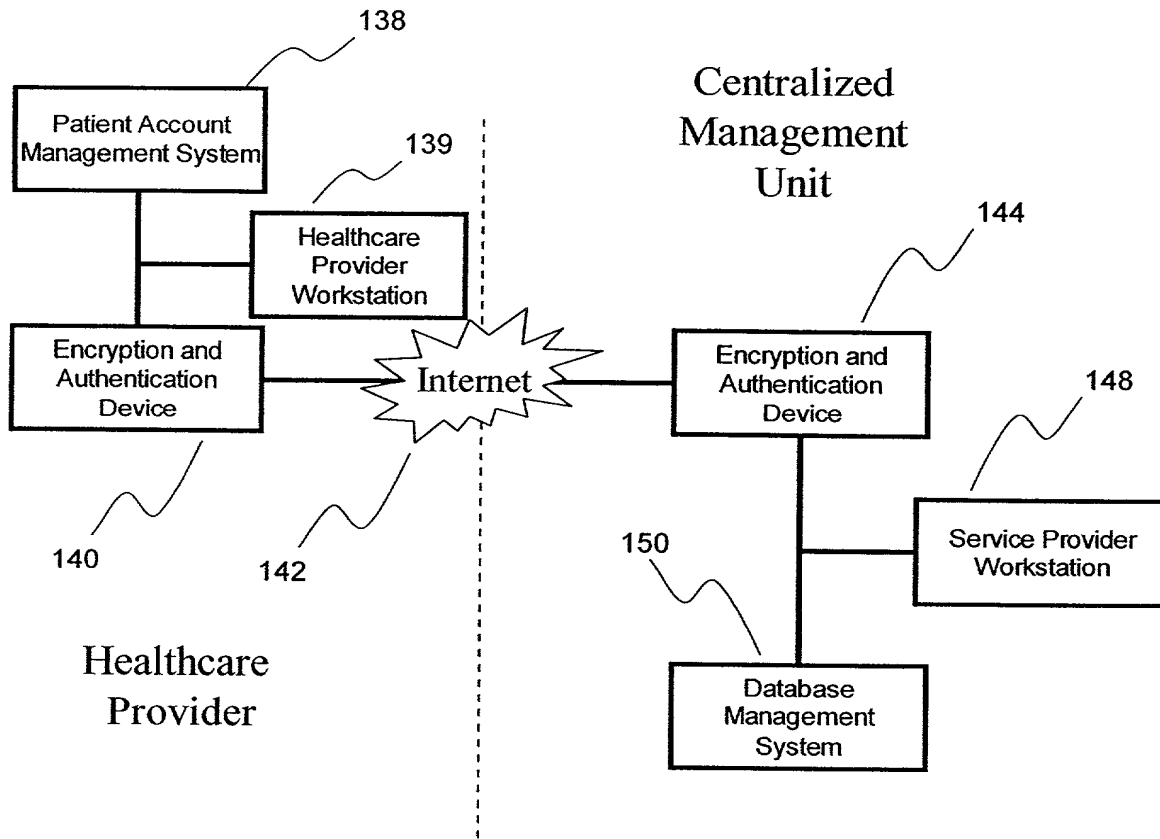 138
Patient Account
Management System
139
Healthcare
Provider
Workstation
Encryption and
Authentication
Device
140
142
Internet
Healthcare
Provider
Centralized
Management
Unit
144
Encryption and
Authentication
Device
148
Service Provider
Workstation
150
Database
Management
System